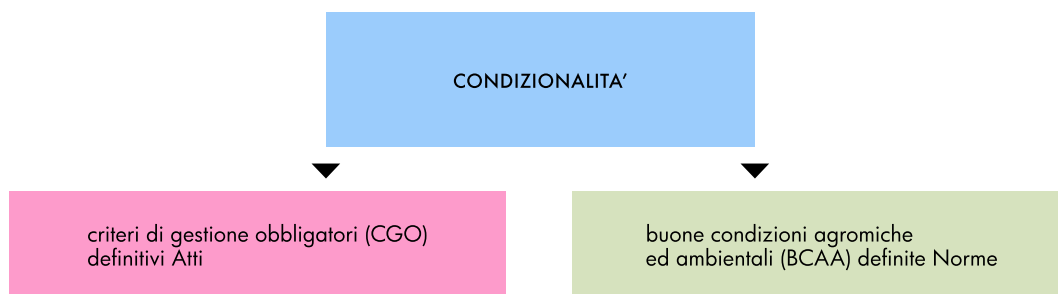 CONDIZIONALITA’
criteri di gestione obbligatori (CGO)
definitivi Atti
buone condizioni agromiche
ed ambientali (BCAA) definite Norme